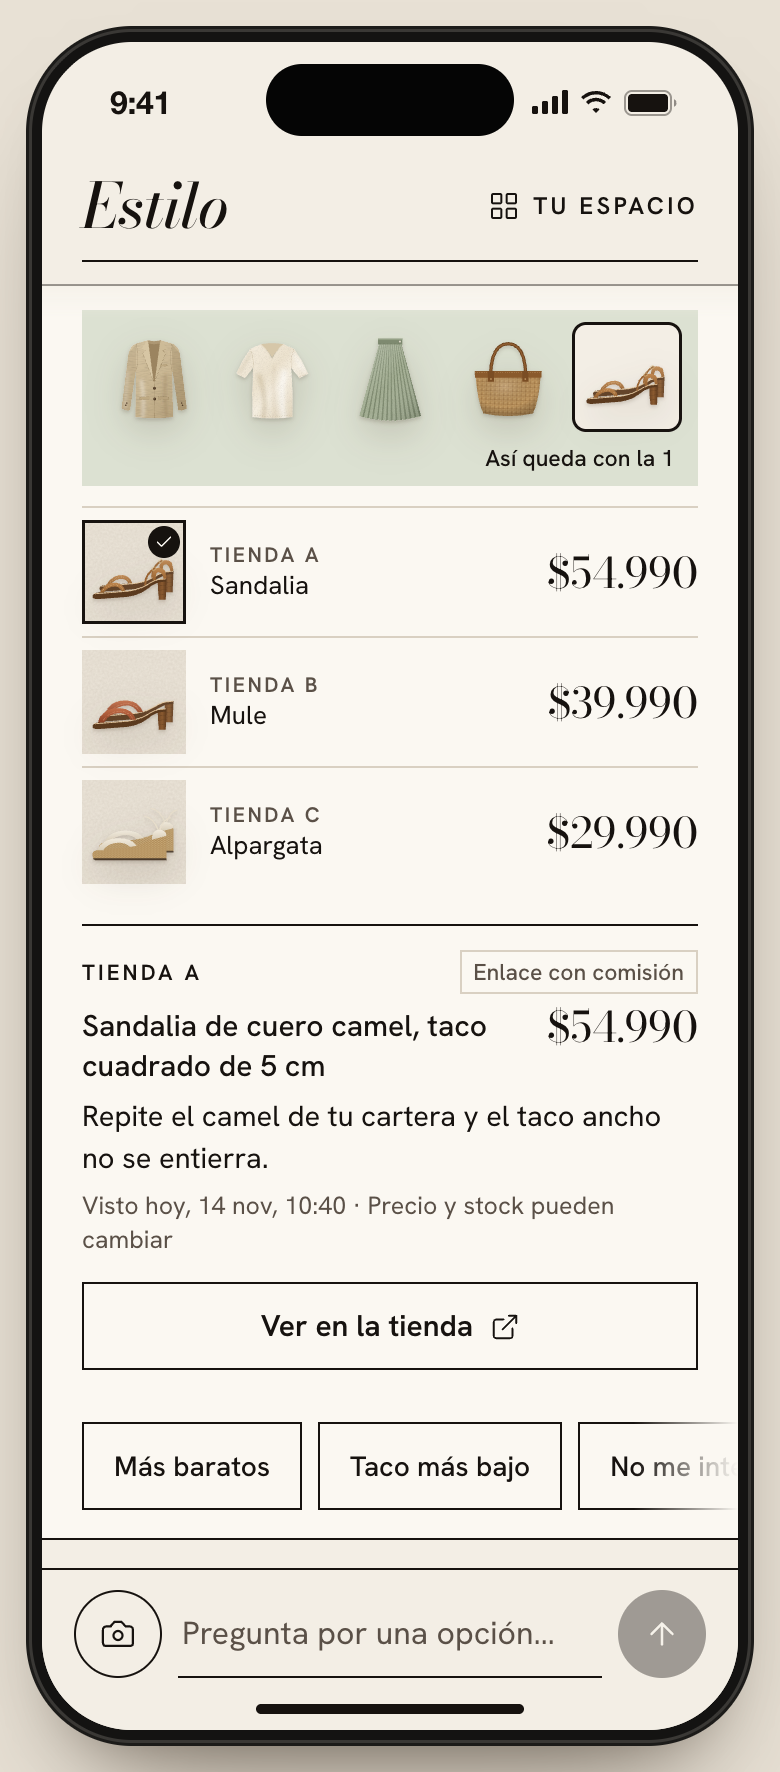 9:41
Estilo
TU ESPACIO
Así queda con la 1
TIENDA A
Sandalia
$54.990
TIENDA B
Mule
$39.990
TIENDA C
Alpargata
$29.990
TIENDA A
Enlace con comisión
Sandalia de cuero camel, taco
cuadrado de 5 cm
$54.990
Repite el camel de tu cartera y el taco ancho
no se entierra.
Visto hoy, 14 nov, 10:40 · Precio y stock pueden
cambiar
Ver en la tienda
Más baratos
Taco más bajo
No me
Pregunta por una opción...